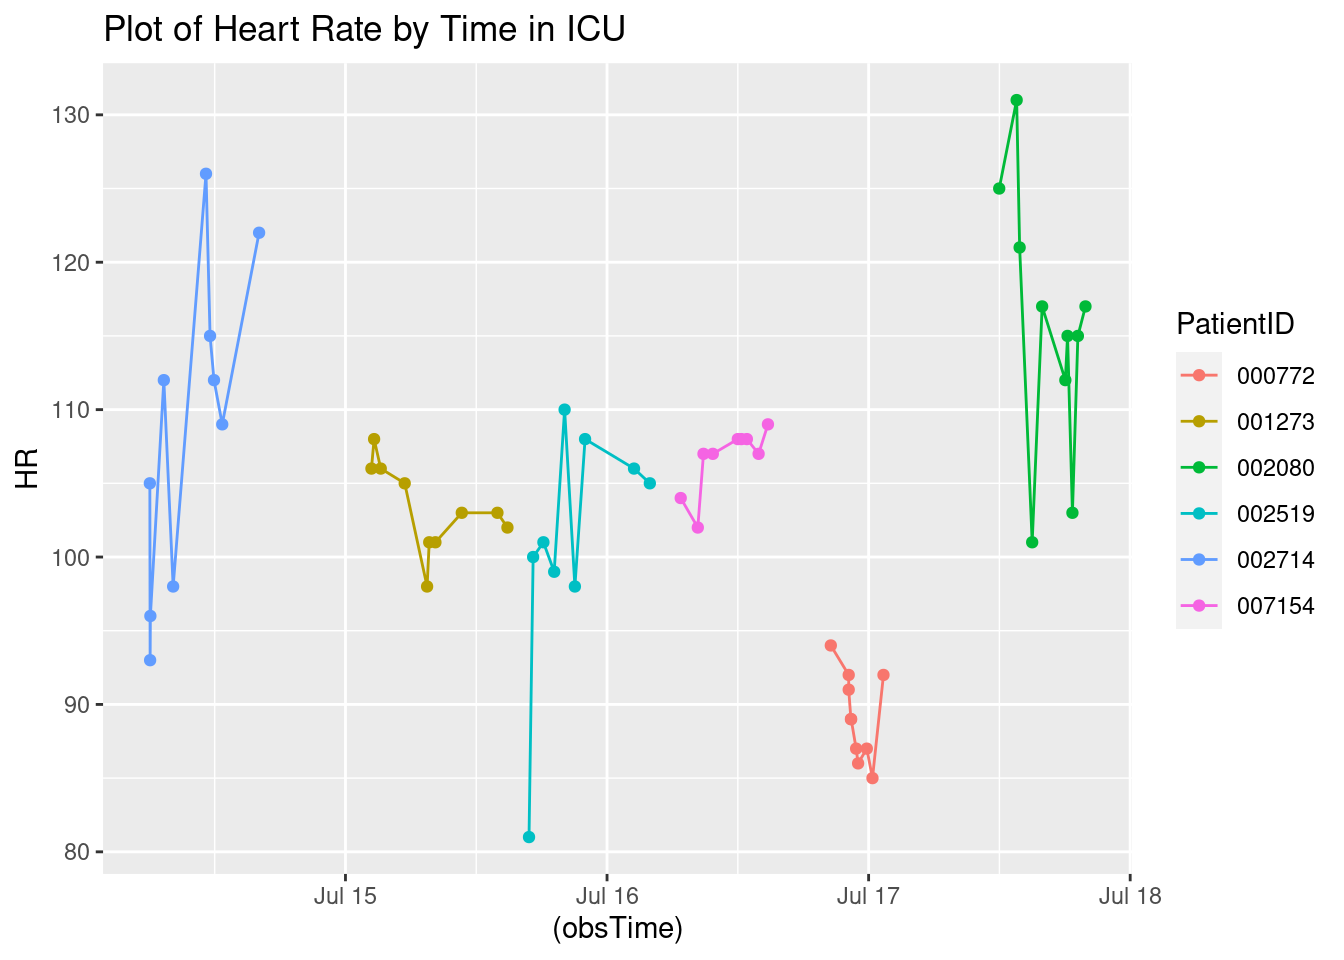 Plot of Heart Rate by Time in ICU
130
120
110
100
90
80
HR
Jul 15
Jul 16
Jul 17
Jul 18
(obsTime)
PatientID
000772
001273
002080
002519
002714
007154